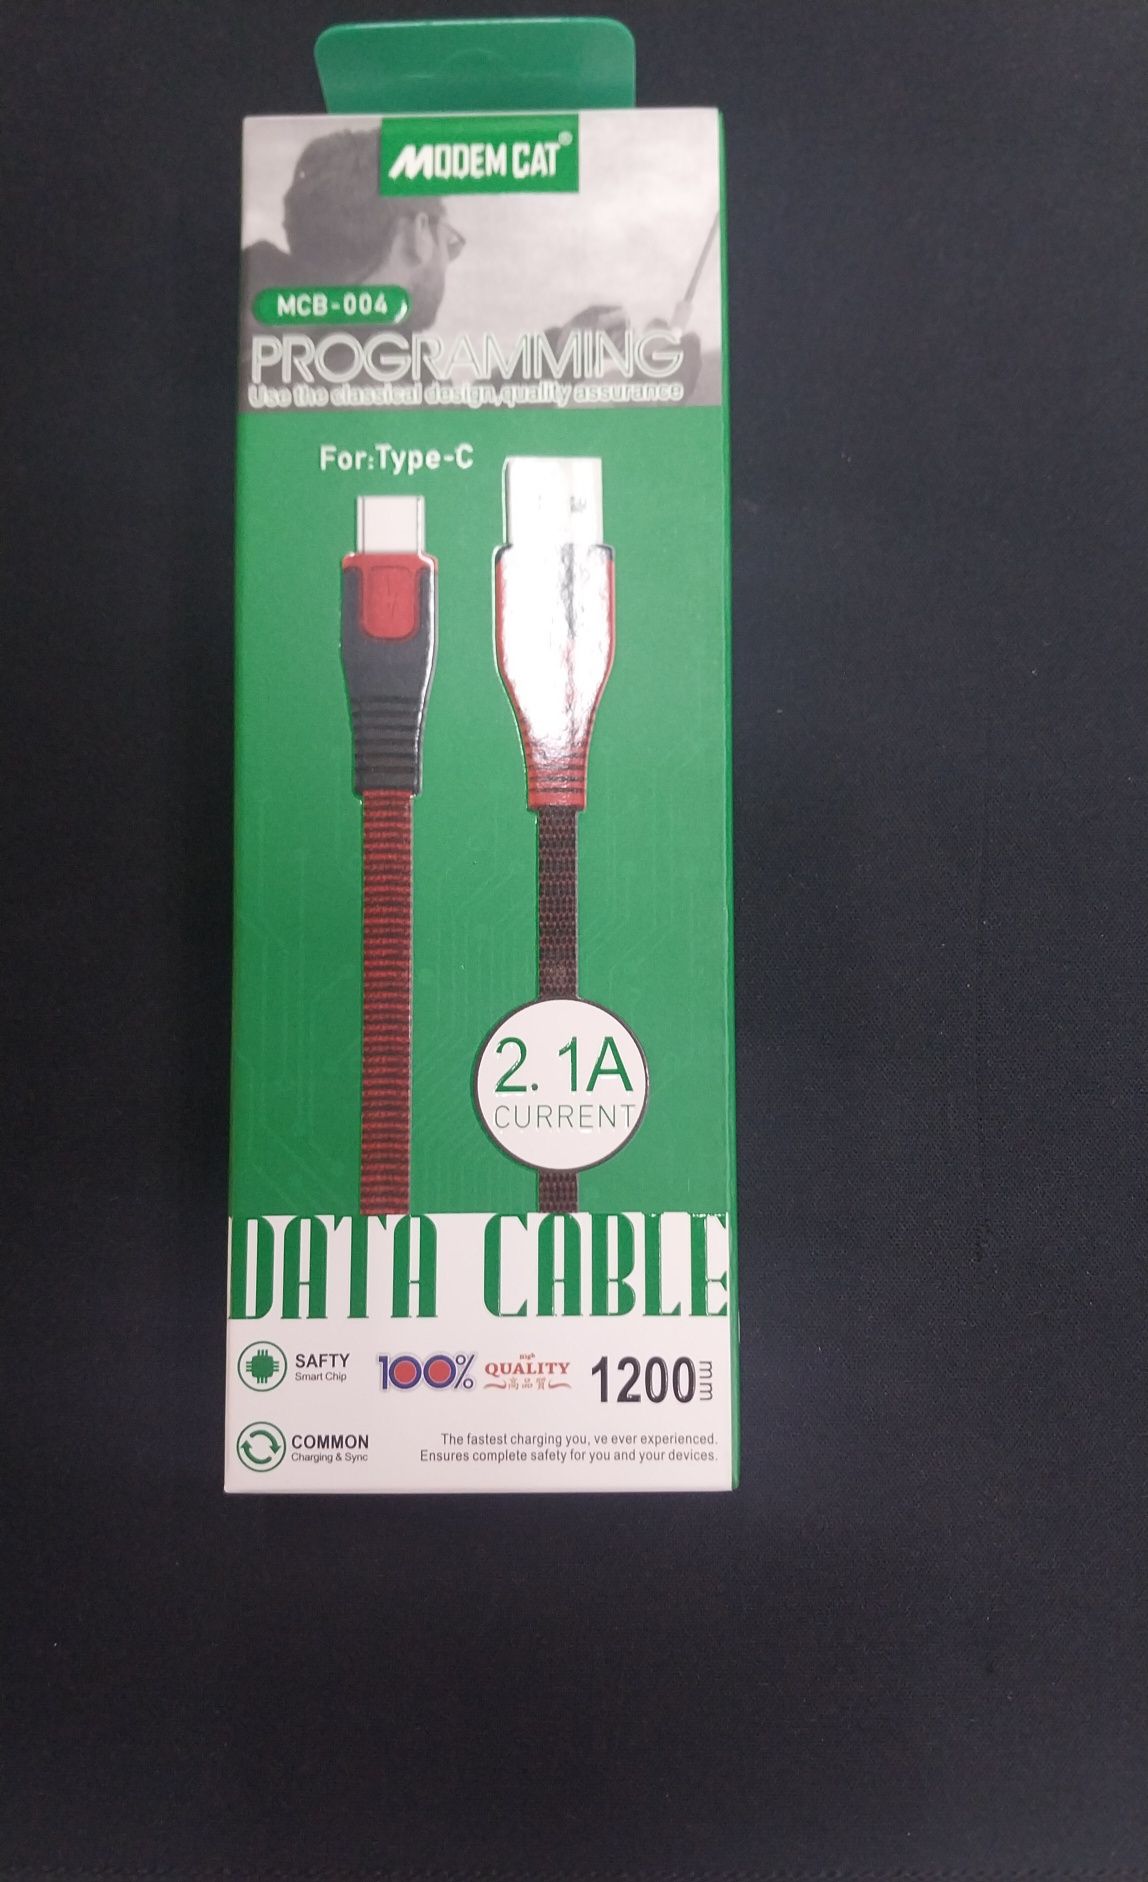 MODEM CAT®
MCB-004
PROGRAMMING
Use the classical design,quality assurance
For:Type-C
2.1A
CURRENT
DATA CABLE
SAFTY
Smart Chip
100%
High
QUALITY
高品質
1200mm
COMMON
Charging & Sync
The fastest charging you, ve ever experienced.
Ensures complete safety for you and your devices.